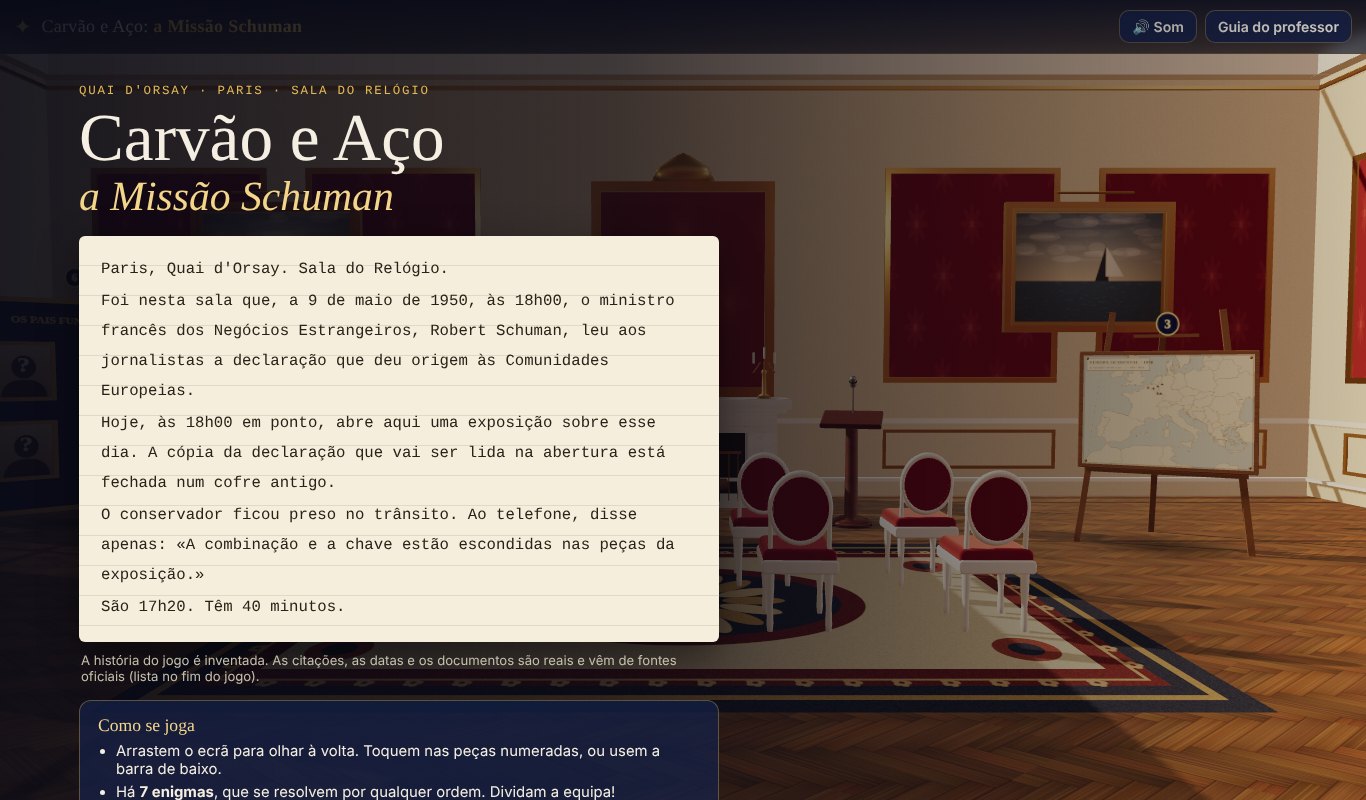 ✦ Carvão e Aço: a Missão Schuman
🔊 Som
Guia do professor
QUAI D'ORSAY · PARIS · SALA DO RELÓGIO
Carvão e Aço
a Missão Schuman
Paris, Quai d'Orsay. Sala do Relógio.
Foi nesta sala que, a 9 de maio de 1950, às 18h00, o ministro
francês dos Negócios Estrangeiros, Robert Schuman, leu aos
jornalistas a declaração que deu origem às Comunidades
Europeias.
Hoje, às 18h00 em ponto, abre aqui uma exposição sobre esse
dia. A cópia da declaração que vai ser lida na abertura está
fechada num cofre antigo.
O conservador ficou preso no trânsito. Ao telefone, disse
apenas: «A combinação e a chave estão escondidas nas peças da
exposição.»
São 17h20. Têm 40 minutos.
A história do jogo é inventada. As citações, as datas e os documentos são reais e vêm de fontes
oficiais (lista no fim do jogo).
Como se joga
• Arrastem o ecrã para olhar à volta. Toquem nas peças numeradas, ou usem a
barra de baixo.
• Há 7 enigmas, que se resolvem por qualquer ordem. Dividam a equipa!
OS PAIS
?
?
3